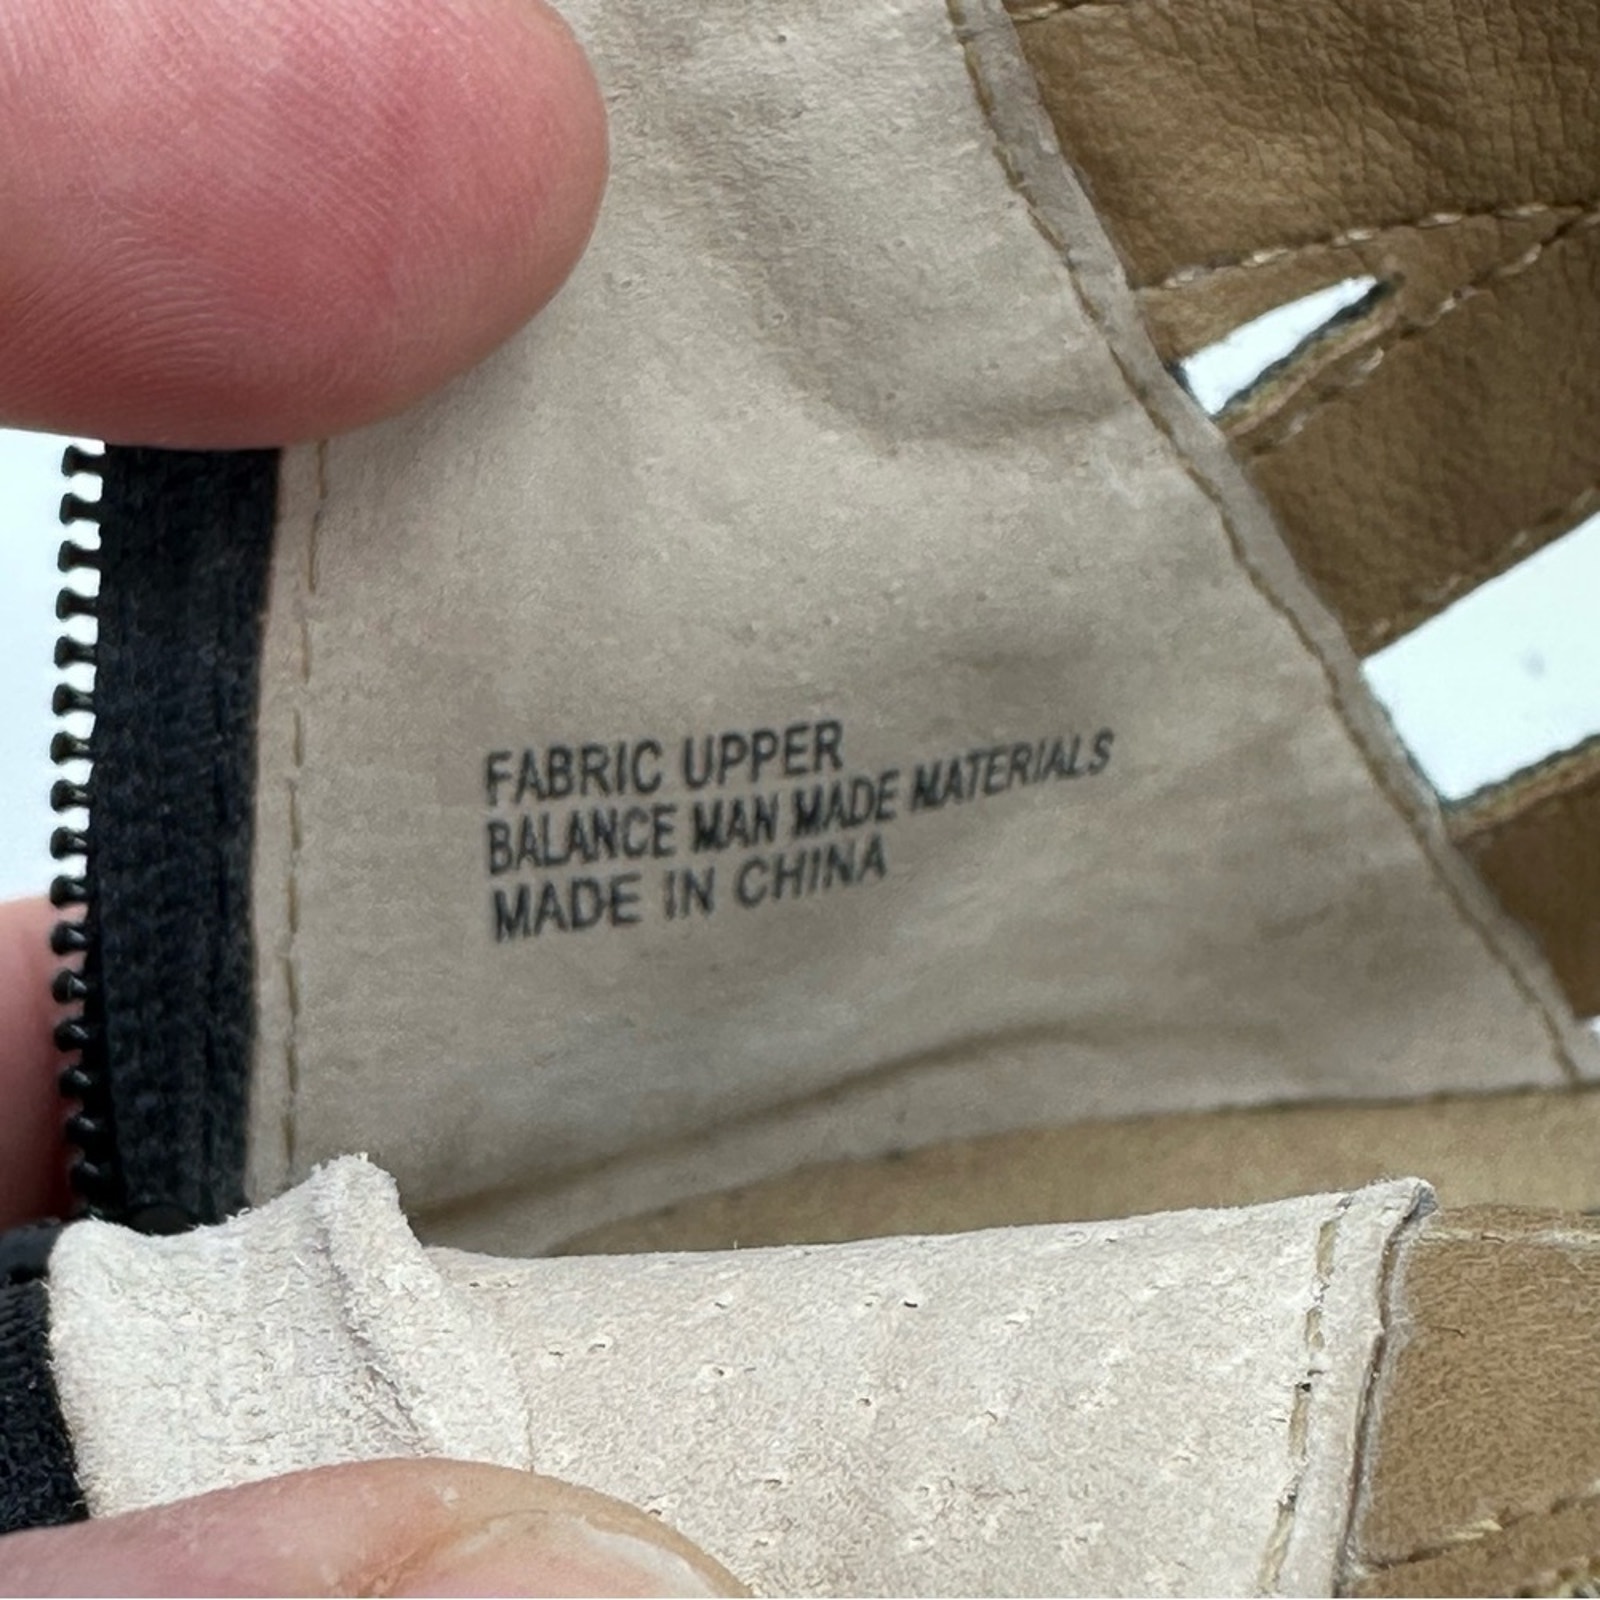 FABRIC UPPER
BALANCE MAN MADE MATERIALS
MADE IN CHINA